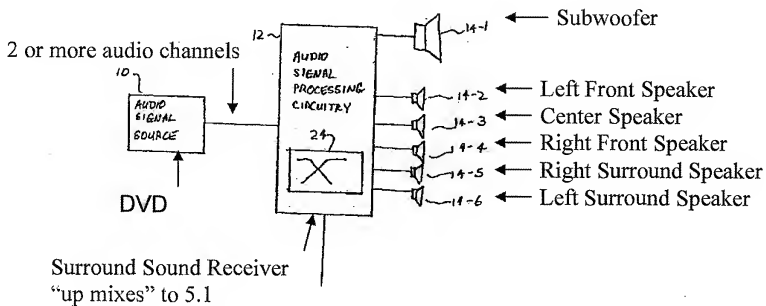 Subwoofer
14-1
12
2 or more audio channels
AUDIO
SIGNAL
PROCESSING
CIRCUITRY
10
AUDIO
SIGNAL
SOURCE
14-2
Left Front Speaker
14-3
Center Speaker
14-4
Right Front Speaker
24
14-5
Right Surround Speaker
14-6
Left Surround Speaker
DVD
Surround Sound Receiver
“up mixes” to 5.1